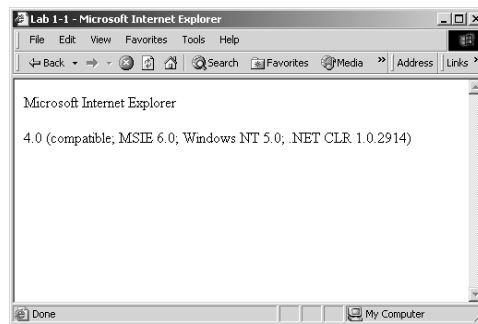 Lab 1-1 - Microsoft Internet Explorer
File Edit View Favorites Tools Help
Back Search Favorites Media » Address Links »
Microsoft Internet Explorer
4.0 (compatible; MSIE 6.0; Windows NT 5.0; .NET CLR 1.0.2914)
Done My Computer